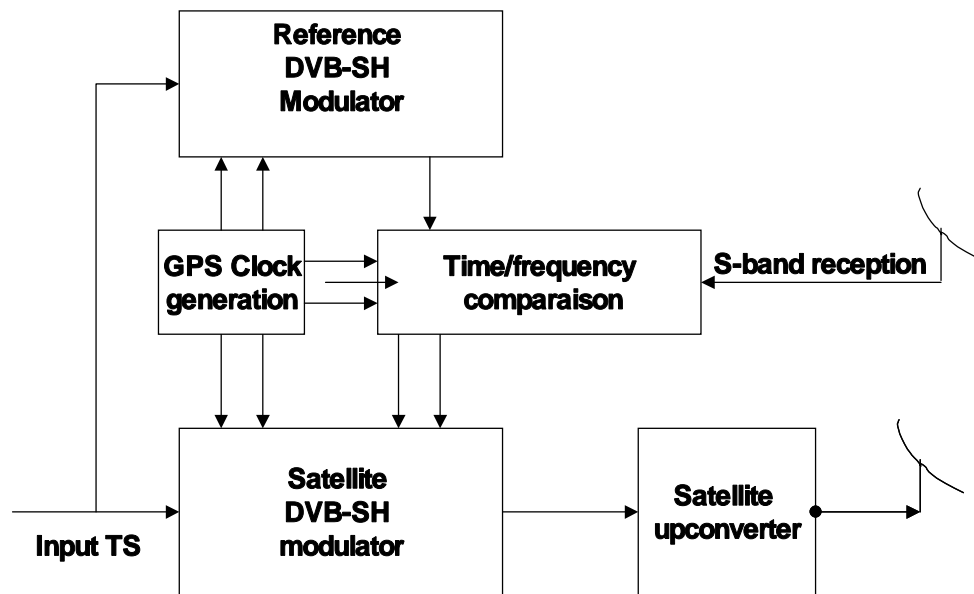 Reference
DVB-SH
Modulator
GPS Clock
generation
Time/frequency
comparaison
S-band reception
Input TS
Satellite
DVB-SH
modulator
Satellite
upconverter